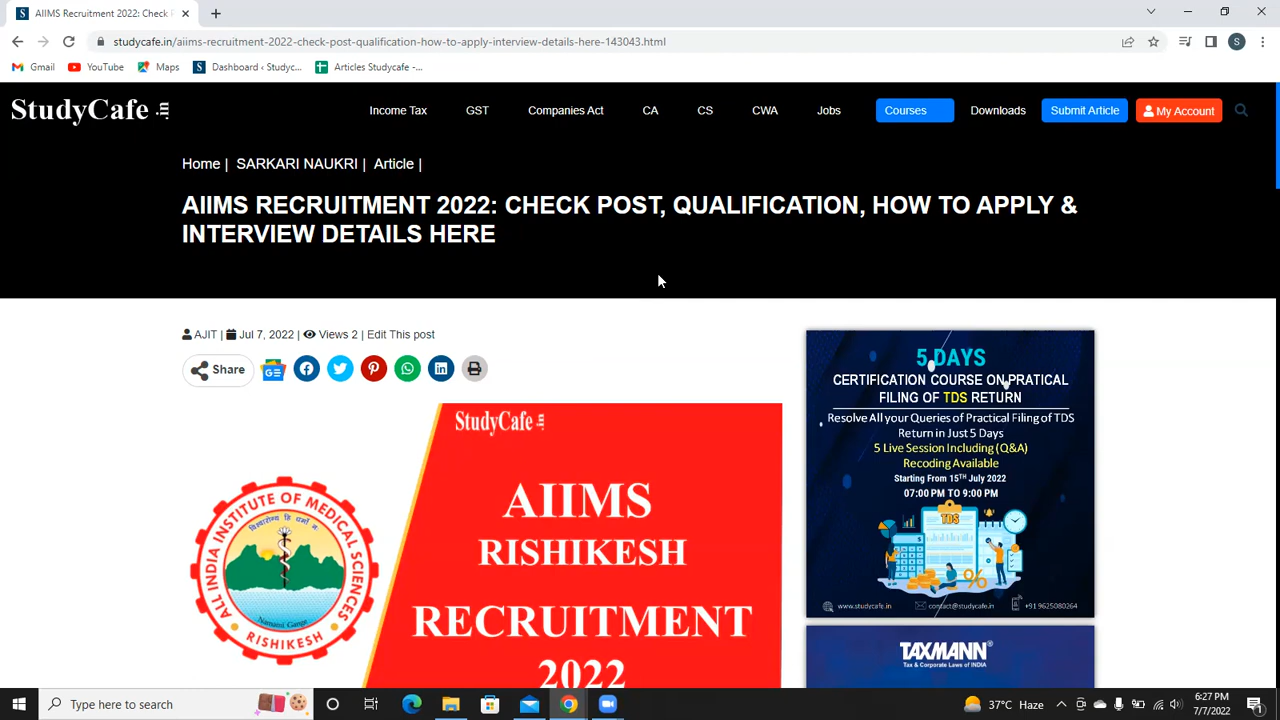 AIIMS Recruitment 2022: Check P
studycafe.in/aiims-recruitment-2022-check-post-qualification-how-to-apply-interview-details-here-143043.html
Gmail YouTube Maps Dashboard ‹ Studyc... Articles Studycafe -...
StudyCafe .in Income Tax GST Companies Act CA CS CWA Jobs Courses Downloads Submit Article My Account
Home | SARKARI NAUKRI | Article |
AIIMS RECRUITMENT 2022: CHECK POST, QUALIFICATION, HOW TO APPLY &
INTERVIEW DETAILS HERE
AJIT | Jul 7, 2022 | Views 2 | Edit This post
Share
StudyCafe .in
AIIMS
RISHIKESH
RECRUITMENT
2022
ALL INDIA INSTITUTE OF MEDICAL SCIENCES
Namami Gange
RISHIKESH
5 DAYS
CERTIFICATION COURSE ON PRATICAL
FILING OF TDS RETURN
Resolve All your Queries of Practical Filing of TDS
Return in Just 5 Days
5 Live Session Including (Q&A)
Recoding Available
Starting From 15TH July 2022
07:00 PM TO 9:00 PM
TDS
www.studycafe.in contact@studycafe.in +91 9625080264
TAXMANN®
Tax & Corporate Laws of INDIA
Type here to search
37°C Haze
6:27 PM
7/7/2022